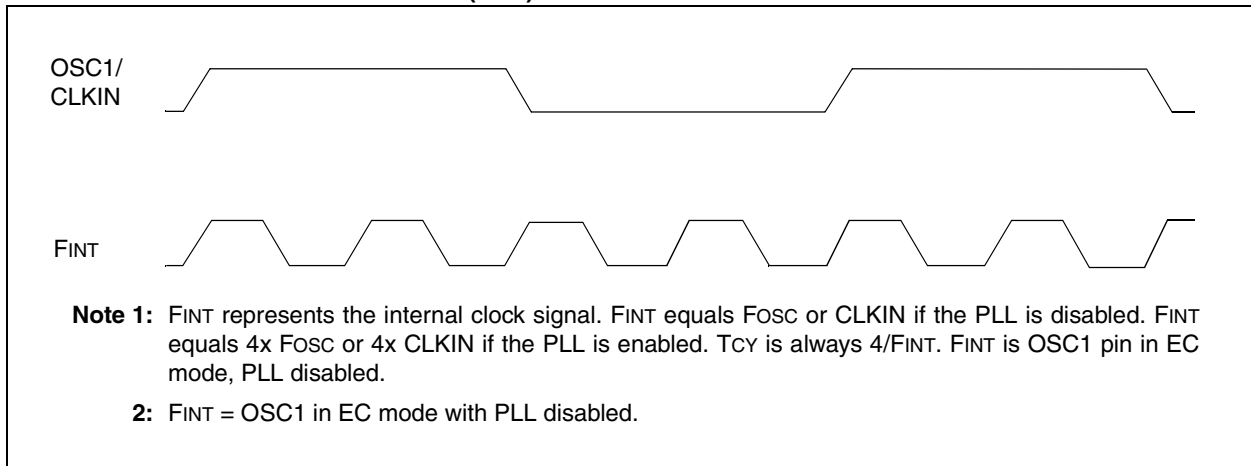 OSC1/
CLKIN
FINT
Note 1: FINT represents the internal clock signal. FINT equals FOSC or CLKIN if the PLL is disabled. FINT
equals 4x FOSC or 4x CLKIN if the PLL is enabled. TCY is always 4/FINT. FINT is OSC1 pin in EC
mode, PLL disabled.
2: FINT = OSC1 in EC mode with PLL disabled.